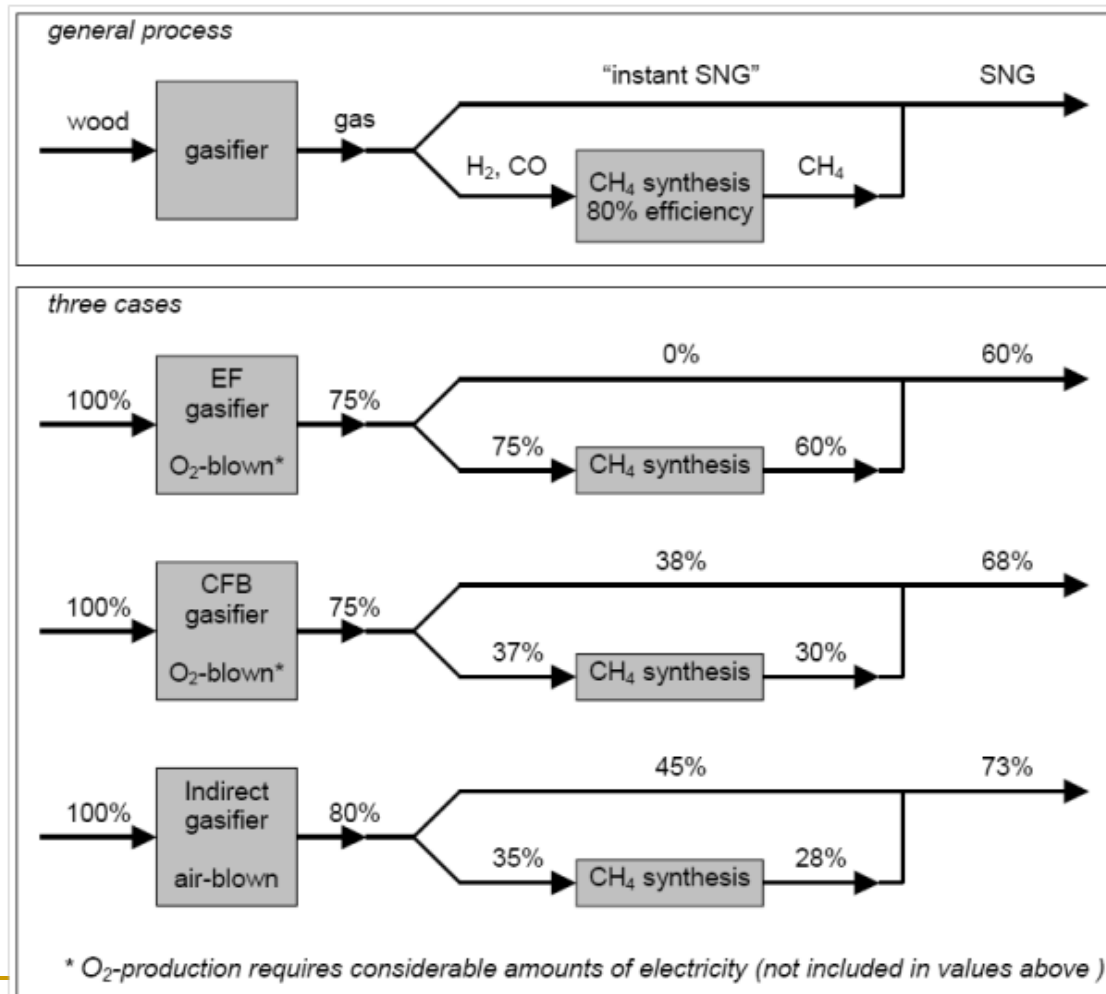 general process
"instant SNG"
SNG
wood
gasifier
gas
H₂, CO
CH₄ synthesis
80% efficiency
CH₄
three cases
0%
60%
100%
EF
gasifier
O₂-blown*
75%
75%
CH₄ synthesis
60%
38%
68%
100%
CFB
gasifier
O₂-blown*
75%
37%
CH₄ synthesis
30%
45%
73%
100%
Indirect
gasifier
air-blown
80%
35%
CH₄ synthesis
28%
* O₂-production requires considerable amounts of electricity (not included in values above )